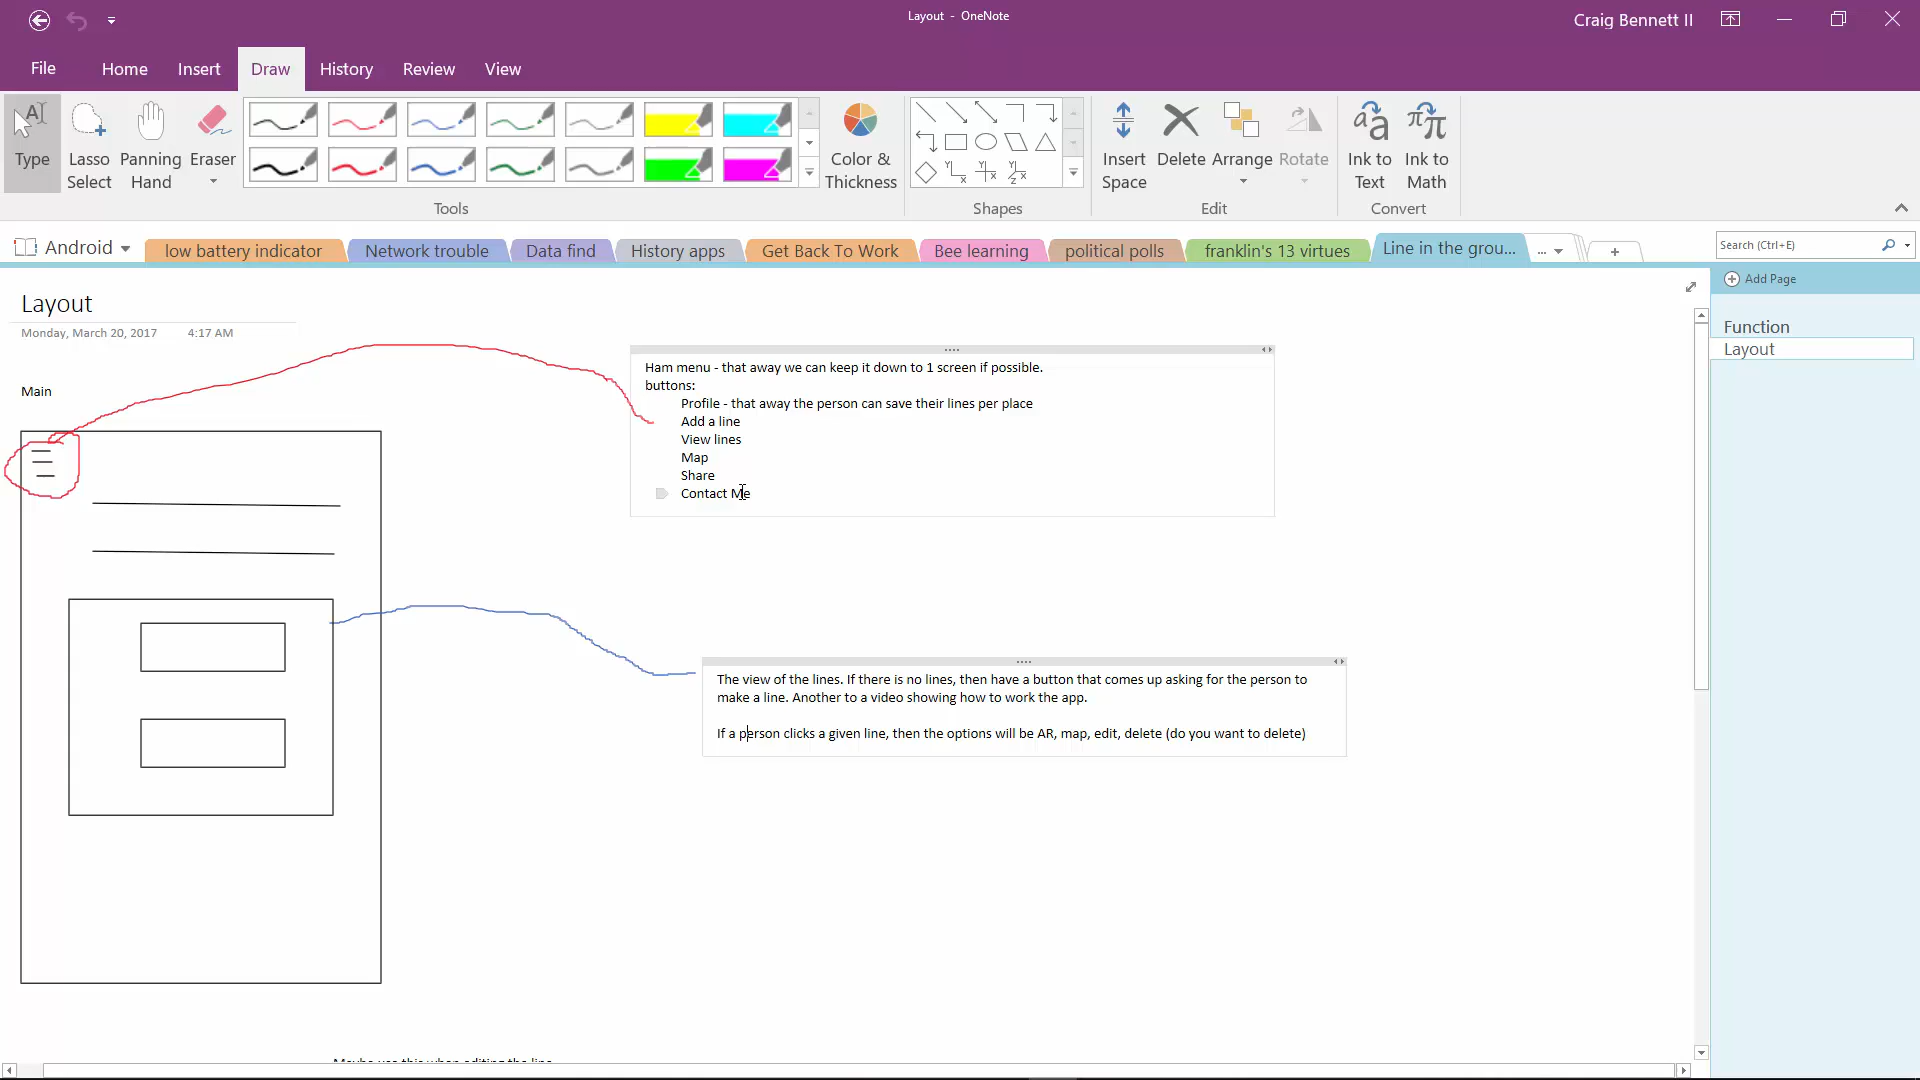 Layout - OneNote
Craig Bennett II
File
Home
Insert
Draw
History
Review
View
Type
Lasso Select
Panning Hand
Eraser
Color & Thickness
Insert Space
Delete
Arrange
Rotate
Ink to Text
Ink to Math
Tools
Shapes
Edit
Convert
Android
low battery indicator
Network trouble
Data find
History apps
Get Back To Work
Bee learning
political polls
franklin's 13 virtues
Line in the grou...
...
Search (Ctrl+E)
Add Page
Function
Layout
Layout
Monday, March 20, 2017 4:17 AM
Main
Ham menu - that away we can keep it down to 1 screen if possible.
buttons:
Profile - that away the person can save their lines per place
Add a line
View lines
Map
Share
Contact Me
The view of the lines. If there is no lines, then have a button that comes up asking for the person to
make a line. Another to a video showing how to work the app.
If a person clicks a given line, then the options will be AR, map, edit, delete (do you want to delete)
Maybe use this when editing the line